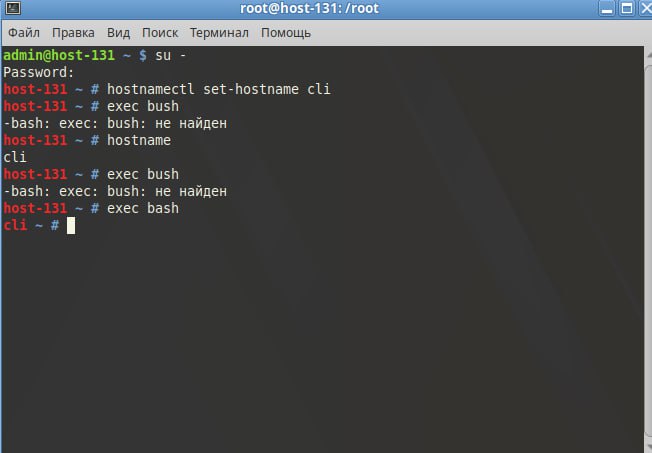 root@host-131: /root
Файл Правка Вид Поиск Терминал Помощь
admin@host-131 ~ $ su -
Password:
host-131 ~ # hostnamectl set-hostname cli
host-131 ~ # exec bush
-bash: exec: bush: не найден
host-131 ~ # hostname
cli
host-131 ~ # exec bush
-bash: exec: bush: не найден
host-131 ~ # exec bash
cli ~ #